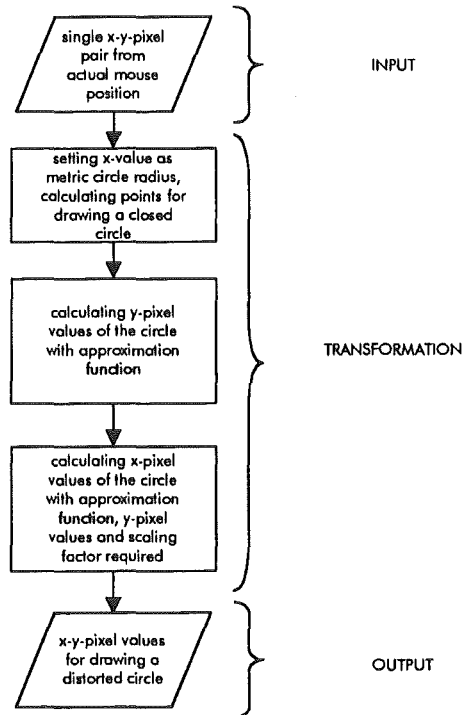 single x-y-pixel
pair from
actual mouse
position
INPUT
setting x-value as
metric circle radius,
calculating points for
drawing a closed
circle
calculating y-pixel
values of the circle
with approximation
function
TRANSFORMATION
calculating x-pixel
values of the circle
with approximation
function, y-pixel
values and scaling
factor required
x-y-pixel values
for drawing a
distorted circle
OUTPUT